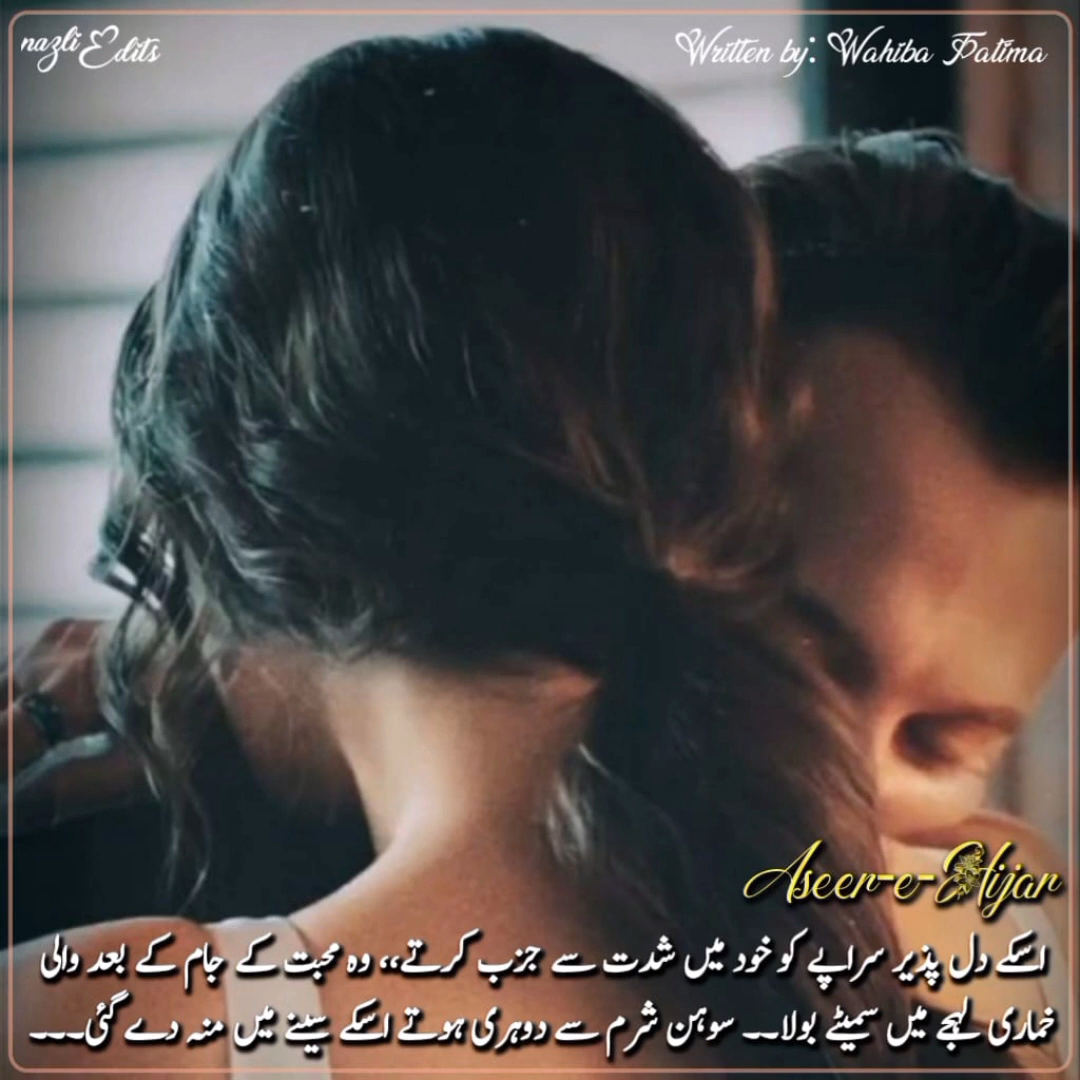 nazli Edits
Written by: Wahiba Fatima
Aseer-e-Hijar
اسکے دل پذیر سراپے کو خود میں شدت سے جزب کرتے،، وہ محبت کے جام کے بعد والی
خماری لہجے میں سمیٹے بولا۔۔ سوہن شرم سے دوہری ہوتے اسکے سینے میں منہ دے گئی۔۔۔